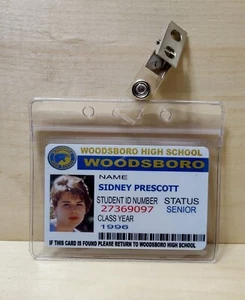 WOODSBORO HIGH SCHOOL
WOODSBORO
NAME
SIDNEY PRESCOTT
STUDENT ID NUMBER
27369097
STATUS
SENIOR
CLASS YEAR
1996
IF THIS CARD IS FOUND PLEASE RETURN TO WOODSBORO HIGH SCHOOL